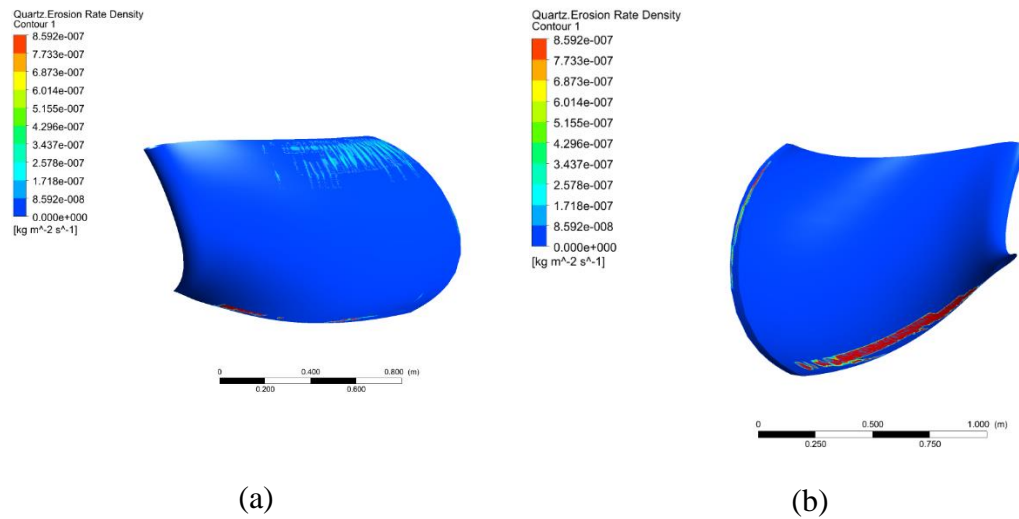 Quartz.Erosion Rate Density
Contour 1
8.592e-007
7.733e-007
6.873e-007
6.014e-007
5.155e-007
4.296e-007
3.437e-007
2.578e-007
1.718e-007
8.592e-008
0.000e+000
[kg m^-2 s^-1]
0 0.400 0.800 (m)
0.200 0.600
(a)
Quartz.Erosion Rate Density
Contour 1
8.592e-007
7.733e-007
6.873e-007
6.014e-007
5.155e-007
4.296e-007
3.437e-007
2.578e-007
1.718e-007
8.592e-008
0.000e+000
[kg m^-2 s^-1]
0 0.500 1.000 (m)
0.250 0.750
(b)